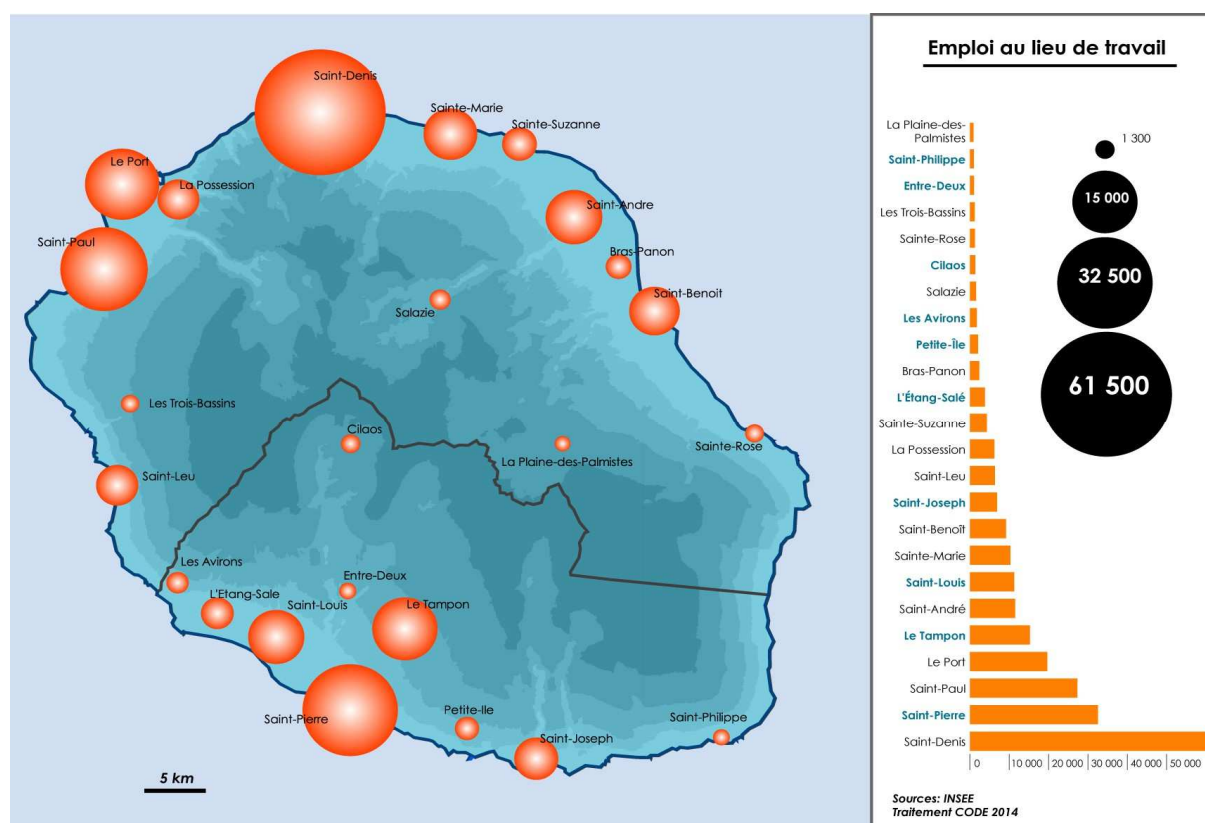 Saint-Denis
Sainte-Marie
Sainte-Suzanne
Le Port
La Possession
Saint-Andre
Saint-Paul
Bras-Panon
Saint-Benoit
Salazie
Les Trois-Bassins
Cilaos
Sainte-Rose
La Plaine-des-Palmistes
Saint-Leu
Les Avirons
Entre-Deux
L'Etang-Sale
Saint-Louis
Le Tampon
Saint-Pierre
Petite-Ile
Saint-Philippe
Saint-Joseph
5 km
Emploi au lieu de travail
La Plaine-des-
Palmistes
Saint-Philippe
Entre-Deux
Les Trois-Bassins
Sainte-Rose
Cilaos
Salazie
Les Avirons
Petite-Île
Bras-Panon
L'Étang-Salé
Sainte-Suzanne
La Possession
Saint-Leu
Saint-Joseph
Saint-Benoît
Sainte-Marie
Saint-Louis
Saint-André
Le Tampon
Le Port
Saint-Paul
Saint-Pierre
Saint-Denis
0 10 000 20 000 30 000 40 000 50 000
1 300
15 000
32 500
61 500
Sources: INSEE
Traitement CODE 2014